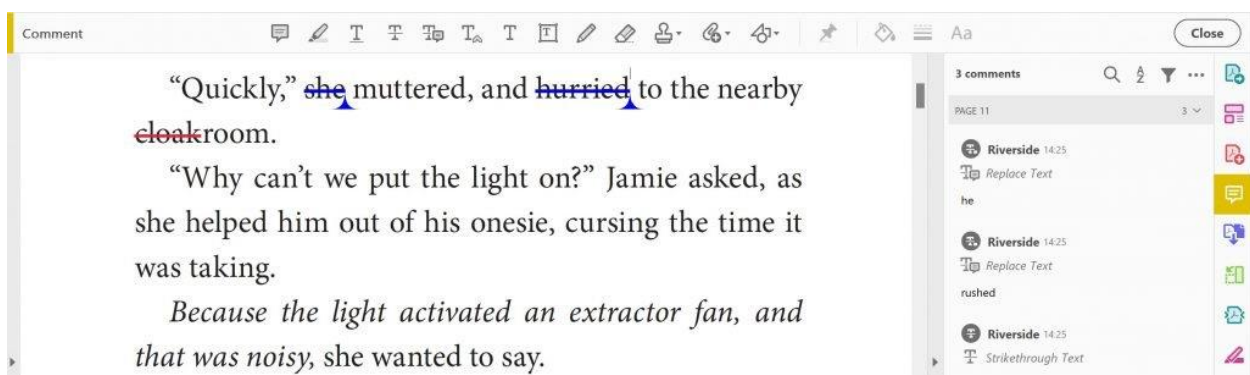 Comment
Aa
Close
“Quickly,” she muttered, and hurried to the nearby
cloakroom.
“Why can’t we put the light on?” Jamie asked, as
she helped him out of his onesie, cursing the time it
was taking.
Because the light activated an extractor fan, and
that was noisy, she wanted to say.
3 comments
PAGE 11 3
Riverside 14:25
Replace Text
he
Riverside 14:25
Replace Text
rushed
Riverside 14:25
Strikethrough Text